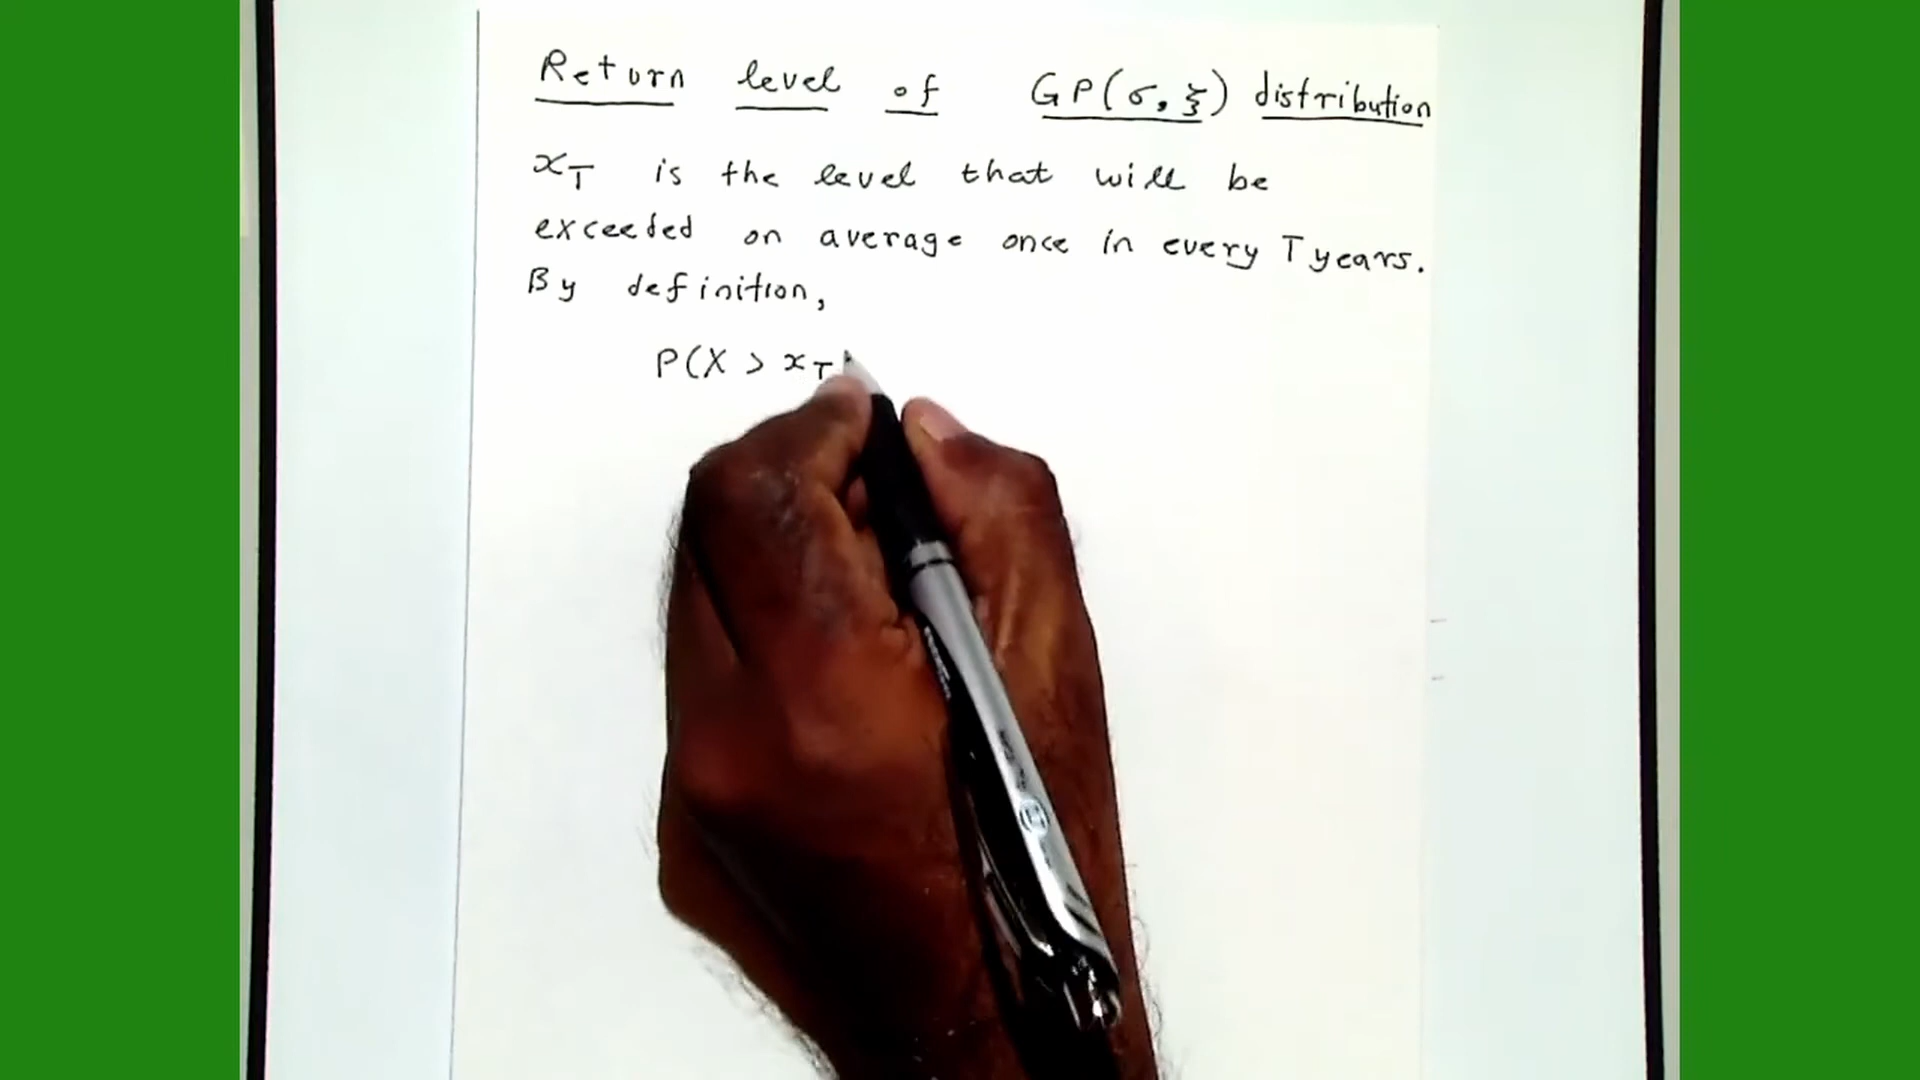 Return level of GP(σ, ξ) distribution
x_T is the level that will be
exceeded on average once in every T years.
By definition,
P(X > x_T